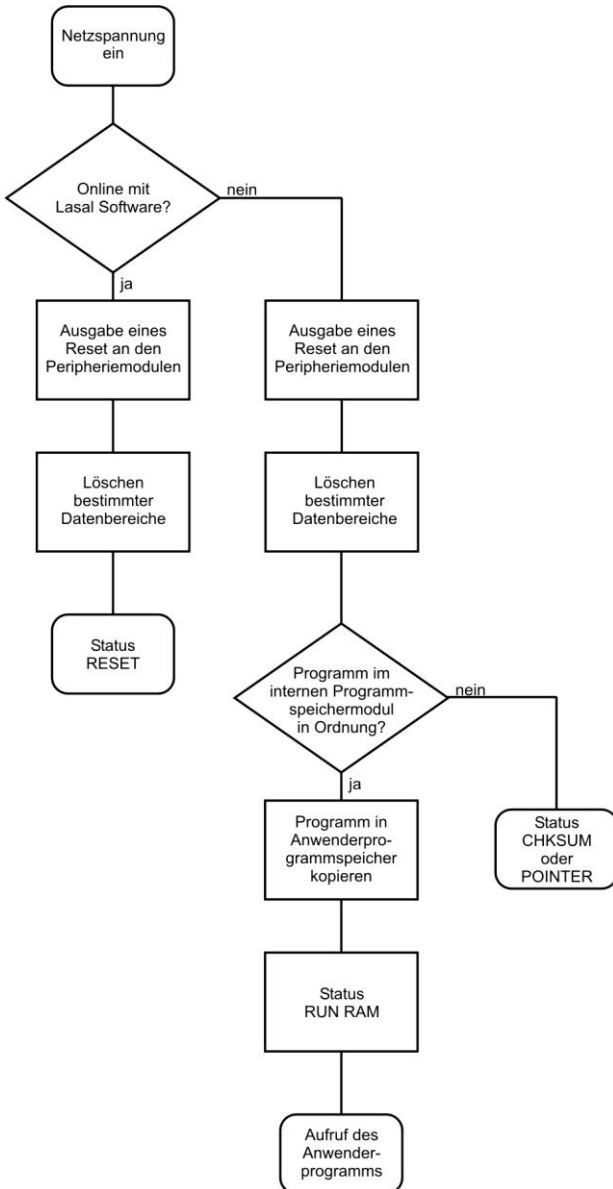 Netzspannung
ein
Online mit
Lasal Software?
nein
ja
Ausgabe eines
Reset an den
Peripheriemodulen
Ausgabe eines
Reset an den
Peripheriemodulen
Löschen
bestimmter
Datenbereiche
Löschen
bestimmter
Datenbereiche
Status
RESET
Programm im
internen Programm-
speichermodul
in Ordnung?
nein
ja
Programm in
Anwenderpro-
grammspeicher
kopieren
Status
CHKSUM
oder
POINTER
Status
RUN RAM
Aufruf des
Anwender-
programms